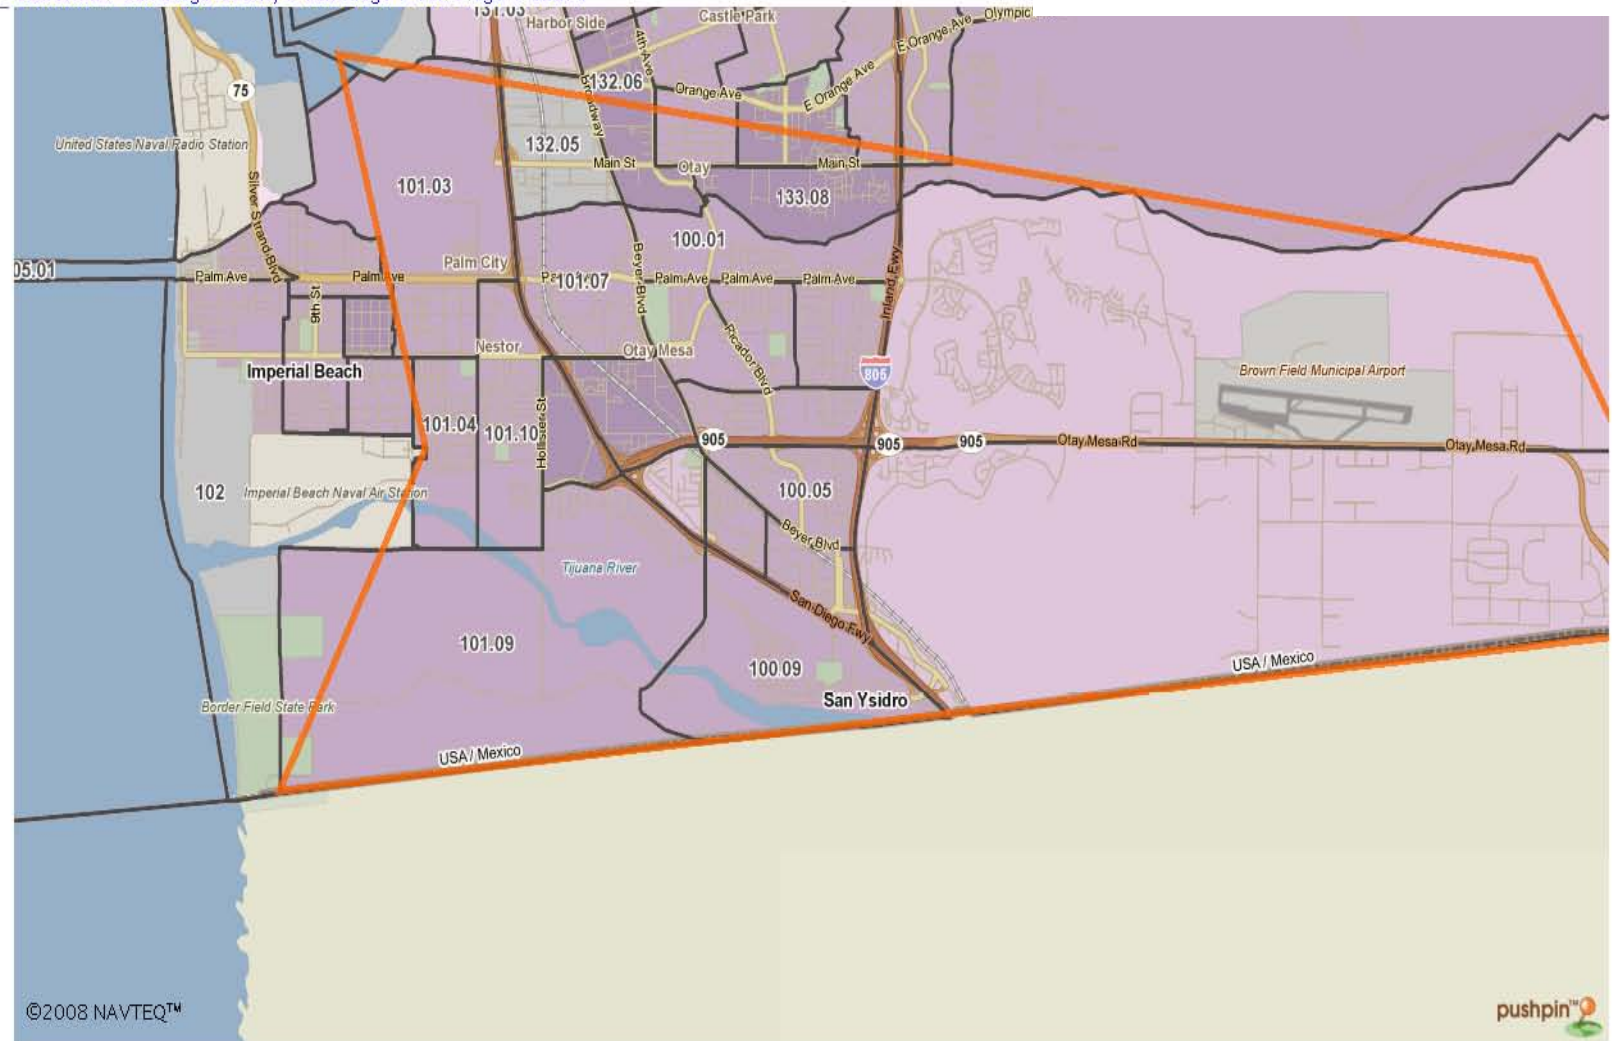 131.03
Harbor Side
Castle Park
Olympic
E Orange Ave
4th Ave
75
132.06
Orange Ave
E Orange Ave
Broadway
United States Naval Radio Station
132.05
Main St
Otay
Main St
101.03
133.08
Silver Strand Blvd
100.01
05.01
Palm City
Palm Ave
Palm Ave
101.07
Palm Ave
Palm Ave
Palm Ave
Beyer Blvd
Inland Fwy
9th St
Nestor
Otay Mesa
Picador Blvd
805
Imperial Beach
Brown Field Municipal Airport
101.04
101.10
Hollister St
905
905
905
Otay Mesa Rd
Otay Mesa Rd
102
Imperial Beach Naval Air Station
100.05
Beyer Blvd
Tijuana River
San Diego Fwy
101.09
100.09
USA / Mexico
San Ysidro
Border Field State Park
USA / Mexico
©2008 NAVTEQ™
pushpin™